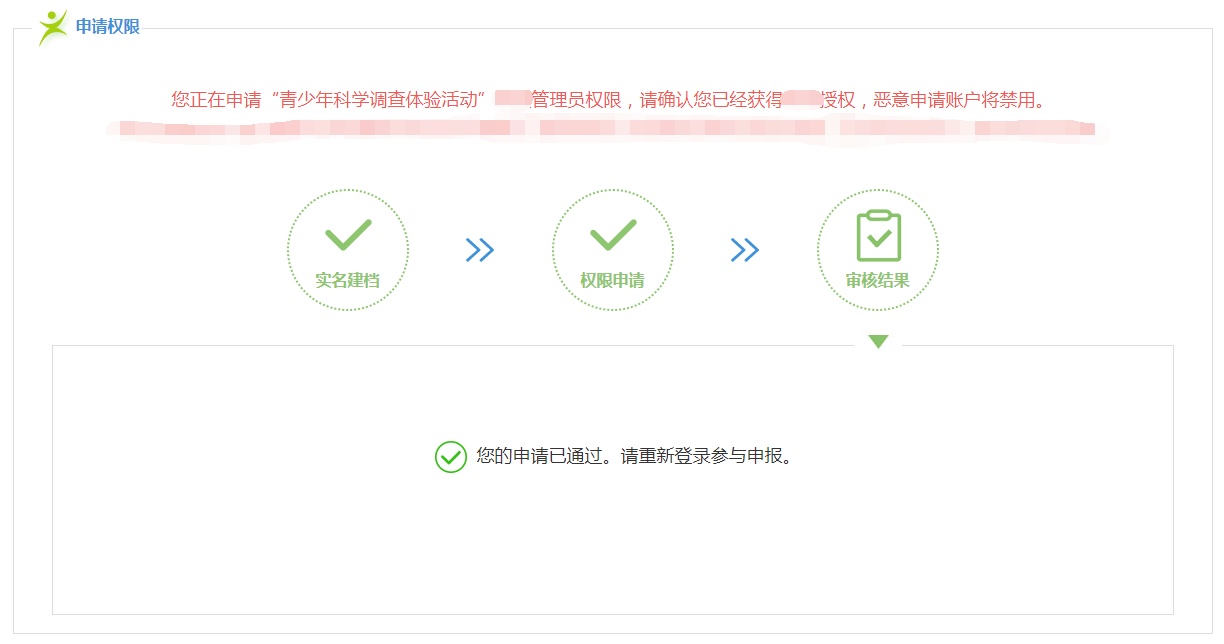 申请权限
您正在申请“青少年科学调查体验活动” 管理员权限，请确认您已经获得 授权，恶意申请账户将禁用。
实名建档
权限申请
审核结果
您的申请已通过。请重新登录参与申报。